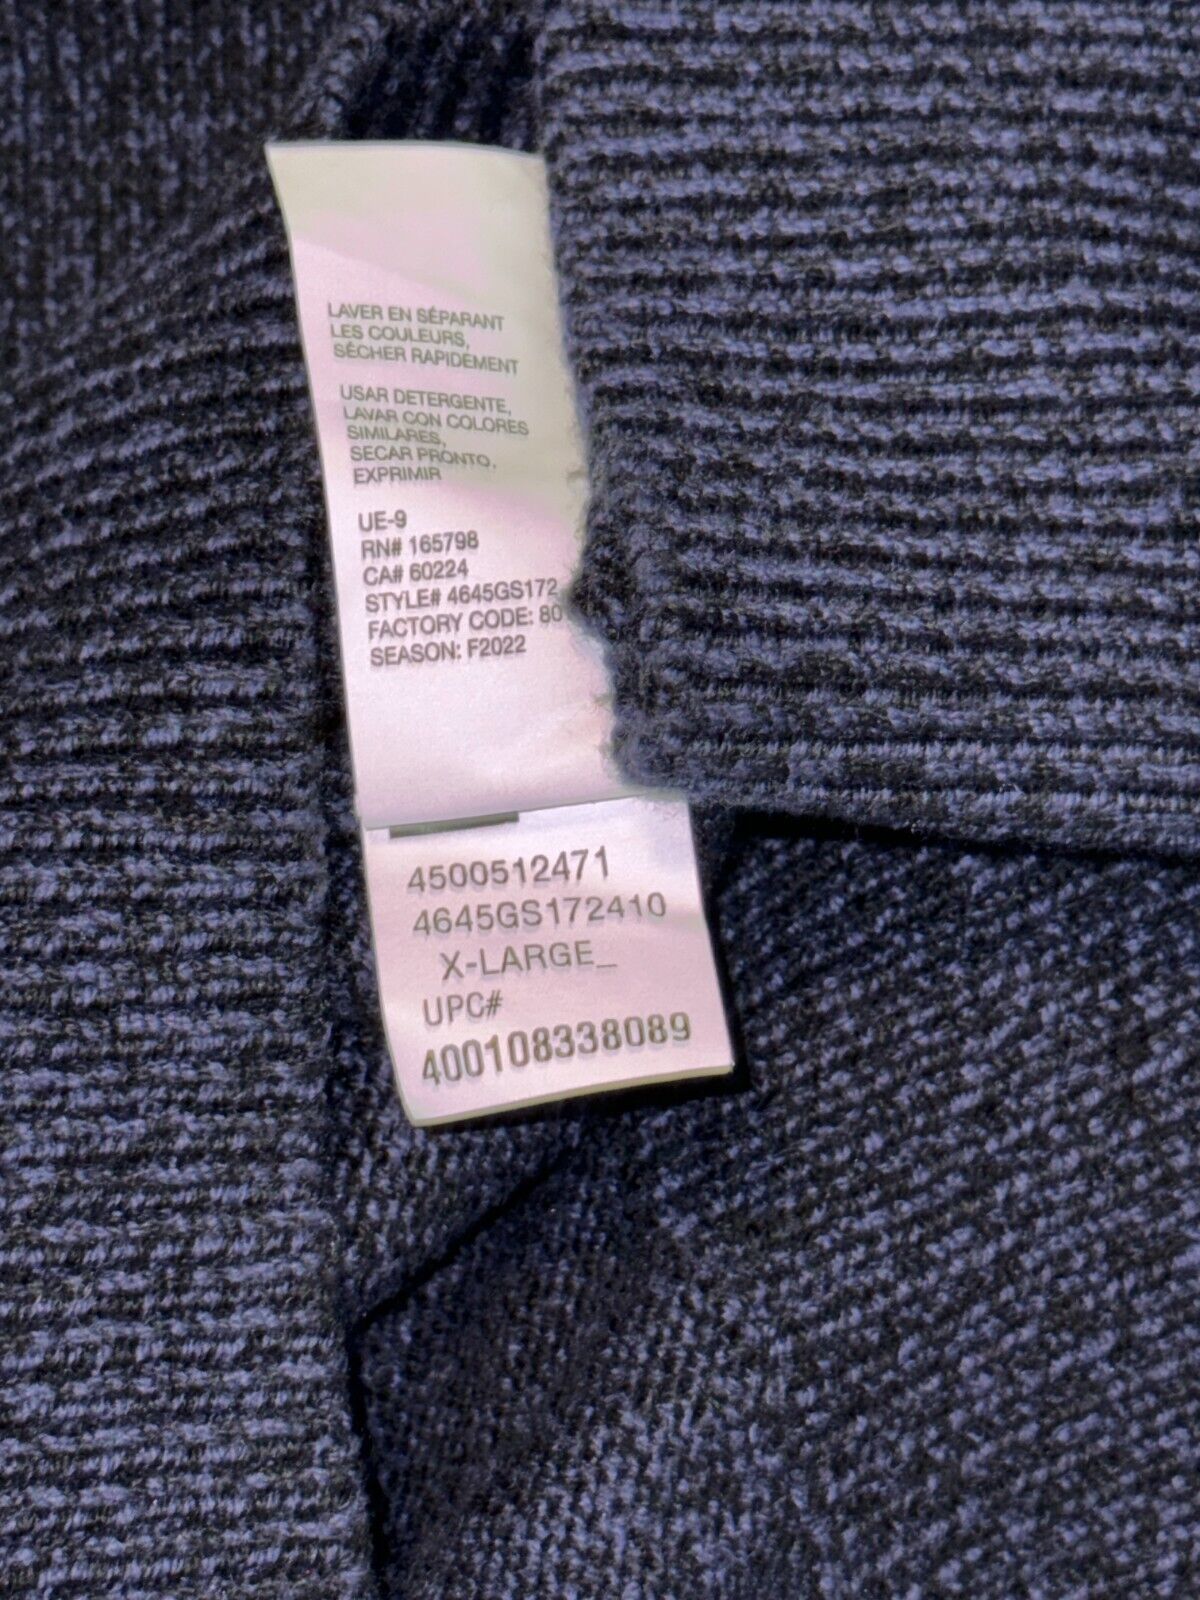 LAVER EN SÉPARANT
LES COULEURS,
SÉCHER RAPIDEMENT
USAR DETERGENTE,
LAVAR CON COLORES
SIMILARES,
SECAR PRONTO,
EXPRIMIR
UE-9
RN# 165798
CA# 60224
STYLE# 4645GS172
FACTORY CODE: 80
SEASON: F2022
4500512471
4645GS172410
X-LARGE_
UPC#
400108338089